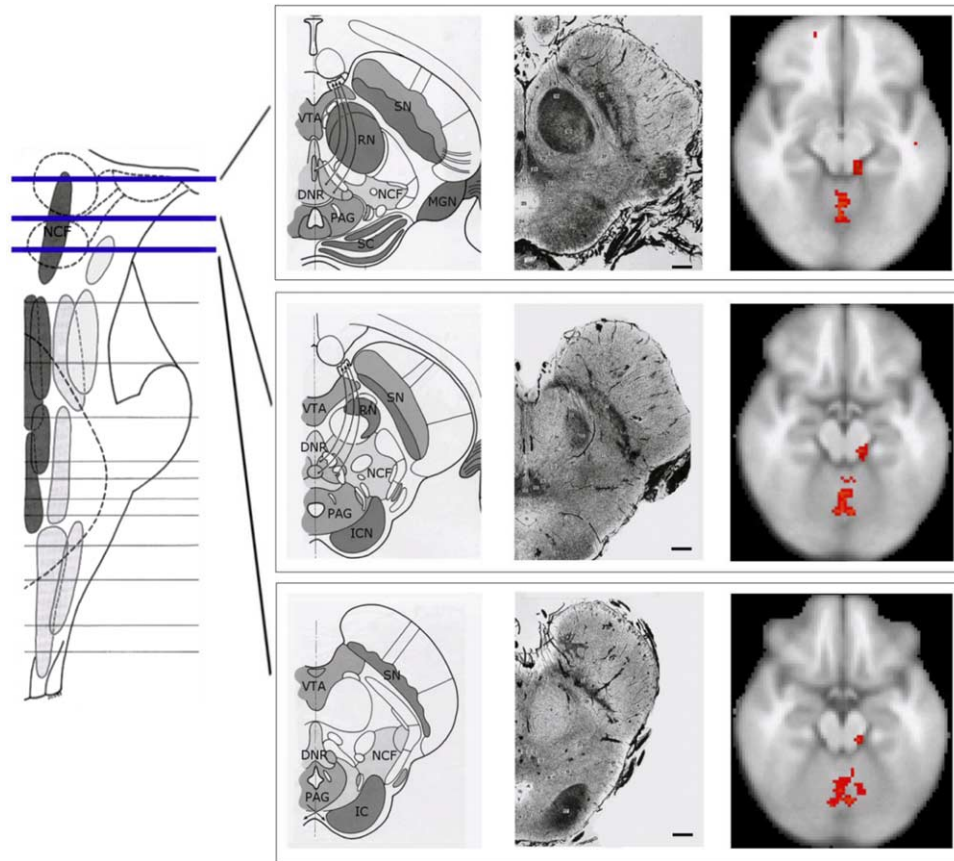 NCF
VTA
SN
RN
DNR
NCF
PAG
MGN
SC
VTA
RN
SN
DNR
NCF
PAG
ICN
VTA
SN
DNR
NCF
PAG
IC